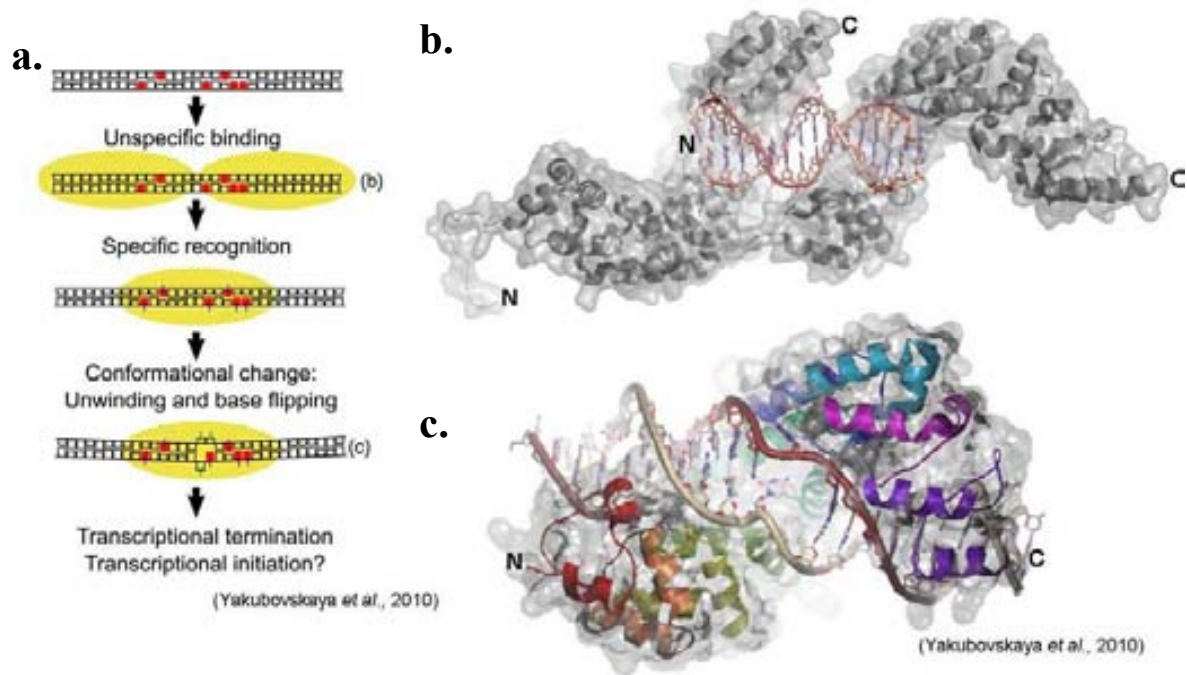 a.
Unspecific binding
(b)
Specific recognition
Conformational change:
Unwinding and base flipping
(c)
Transcriptional termination
Transcriptional initiation?
(Yakubovskaya et al., 2010)
b.
C
N
C
N
c.
N
C
(Yakubovskaya et al., 2010)